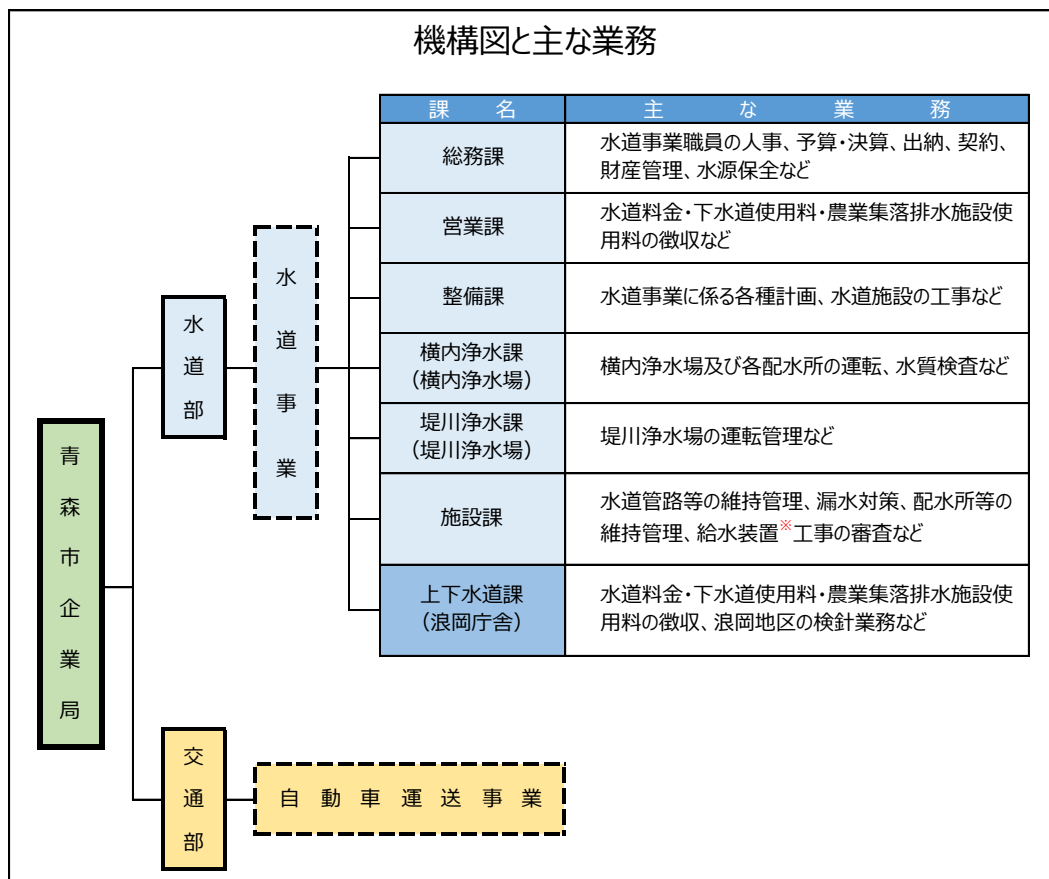 機構図と主な業務
課名
主な業務
総務課
水道事業職員の人事、予算・決算、出納、契約、
財産管理、水源保全など
営業課
水道料金・下水道使用料・農業集落排水施設使
用料の徴収など
整備課
水道事業に係る各種計画、水道施設の工事など
横内浄水課
(横内浄水場)
横内浄水場及び各配水所の運転、水質検査など
堤川浄水課
(堤川浄水場)
堤川浄水場の運転管理など
施設課
水道管路等の維持管理、漏水対策、配水所等の
維持管理、給水装置※工事の審査など
上下水道課
(浪岡庁舎)
水道料金・下水道使用料・農業集落排水施設使
用料の徴収、浪岡地区の検針業務など
水道事業
水道部
青森市企業局
交通部
自動車運送事業